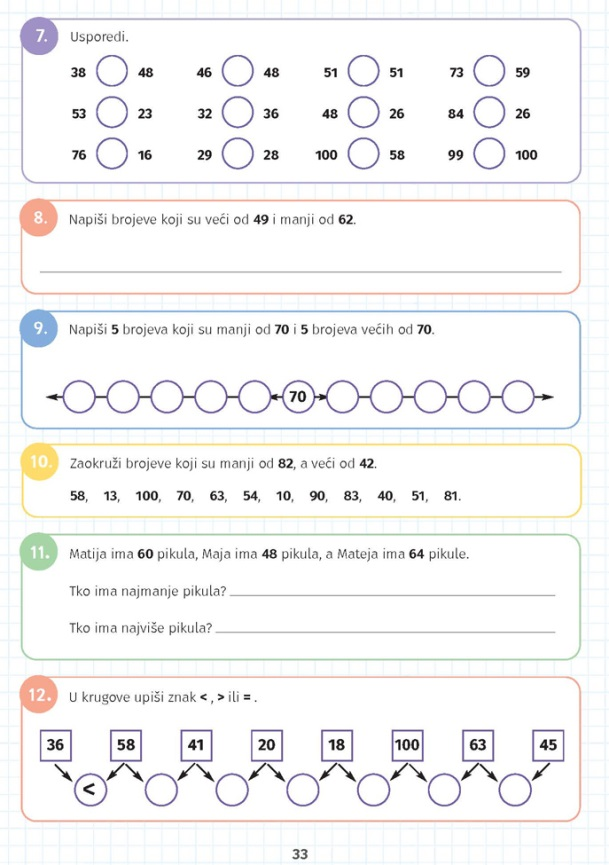 7. Usporedi.
38 48 46 48 51 51 73 59
53 23 32 36 48 26 84 26
76 16 29 28 100 58 99 100
8. Napiši brojeve koji su veći od 49 i manji od 62.
9. Napiši 5 brojeva koji su manji od 70 i 5 brojeva većih od 70.
70
10. Zaokruži brojeve koji su manji od 82, a veći od 42.
58, 13, 100, 70, 63, 54, 10, 90, 83, 40, 51, 81.
11. Matija ima 60 pikula, Maja ima 48 pikula, a Mateja ima 64 pikule.
Tko ima najmanje pikula?
Tko ima najviše pikula?
12. U krugove upiši znak < , > ili = .
36 58 41 20 18 100 63 45
<
33